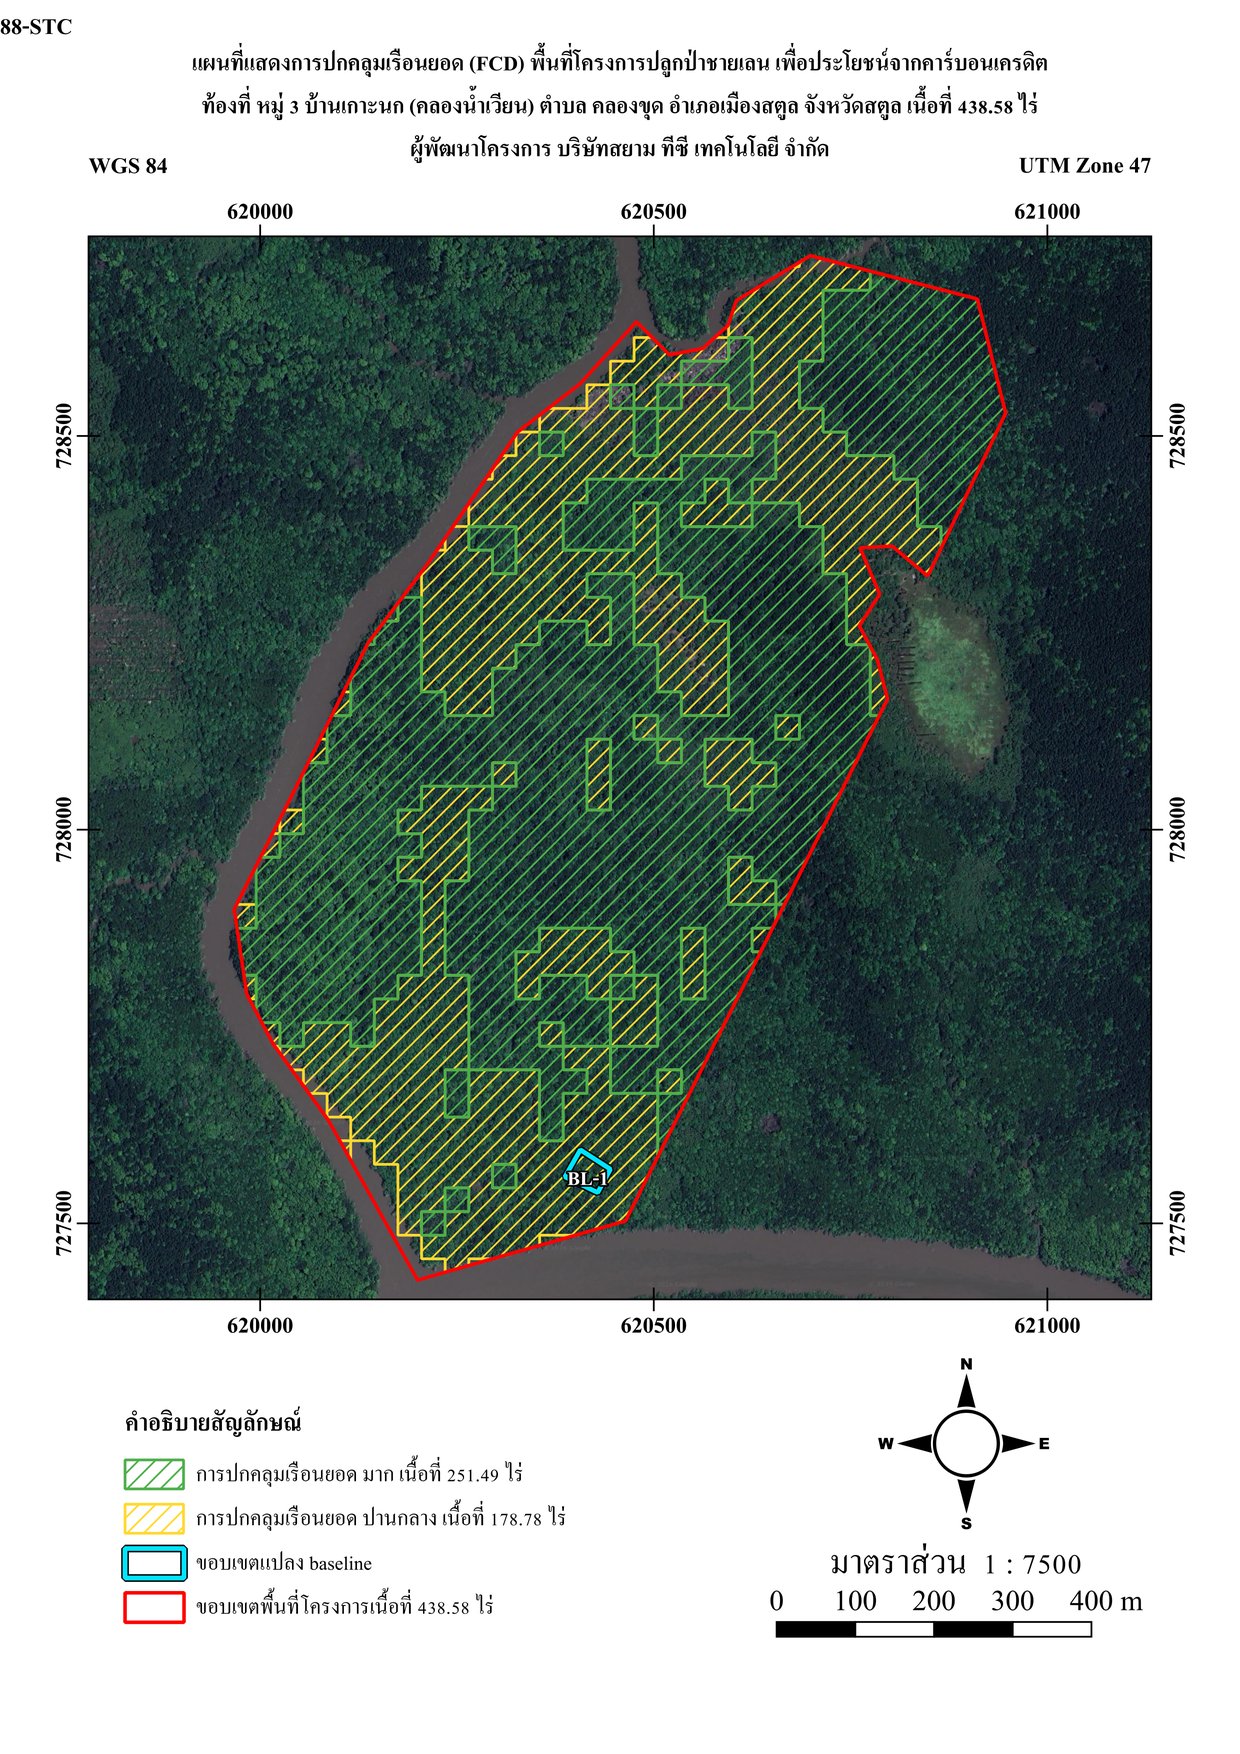 88-STC
แผนที่แสดงการปกคลุมเรือนยอด (FCD) พื้นที่โครงการปลูกป่าชายเลน เพื่อประโยชน์จากคาร์บอนเครดิต
ท้องที่ หมู่ 3 บ้านเกาะนก (คลองน้ำเวียน) ตำบล คลองขุด อำเภอเมืองสตูล จังหวัดสตูล เนื้อที่ 438.58 ไร่
ผู้พัฒนาโครงการ บริษัทสยาม ทีซี เทคโนโลยี จำกัด
WGS 84
UTM Zone 47
620000 620500 621000
728500 728500
728000 728000
727500 727500
BL-1
620000 620500 621000
คำอธิบายสัญลักษณ์
การปกคลุมเรือนยอด มาก เนื้อที่ 251.49 ไร่
การปกคลุมเรือนยอด ปานกลาง เนื้อที่ 178.78 ไร่
ขอบเขตแปลง baseline
ขอบเขตพื้นที่โครงการเนื้อที่ 438.58 ไร่
N
W E
S
มาตราส่วน 1 : 7500
0 100 200 300 400 m